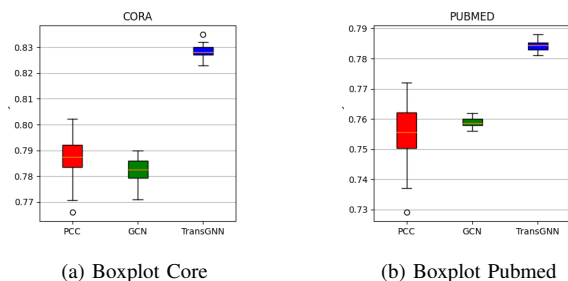 CORA
0.83
0.82
0.81
0.80
0.79
0.78
0.77
PCC GCN TransGNN
(a) Boxplot Core
PUBMED
0.79
0.78
0.77
0.76
0.75
0.74
0.73
PCC GCN TransGNN
(b) Boxplot Pubmed